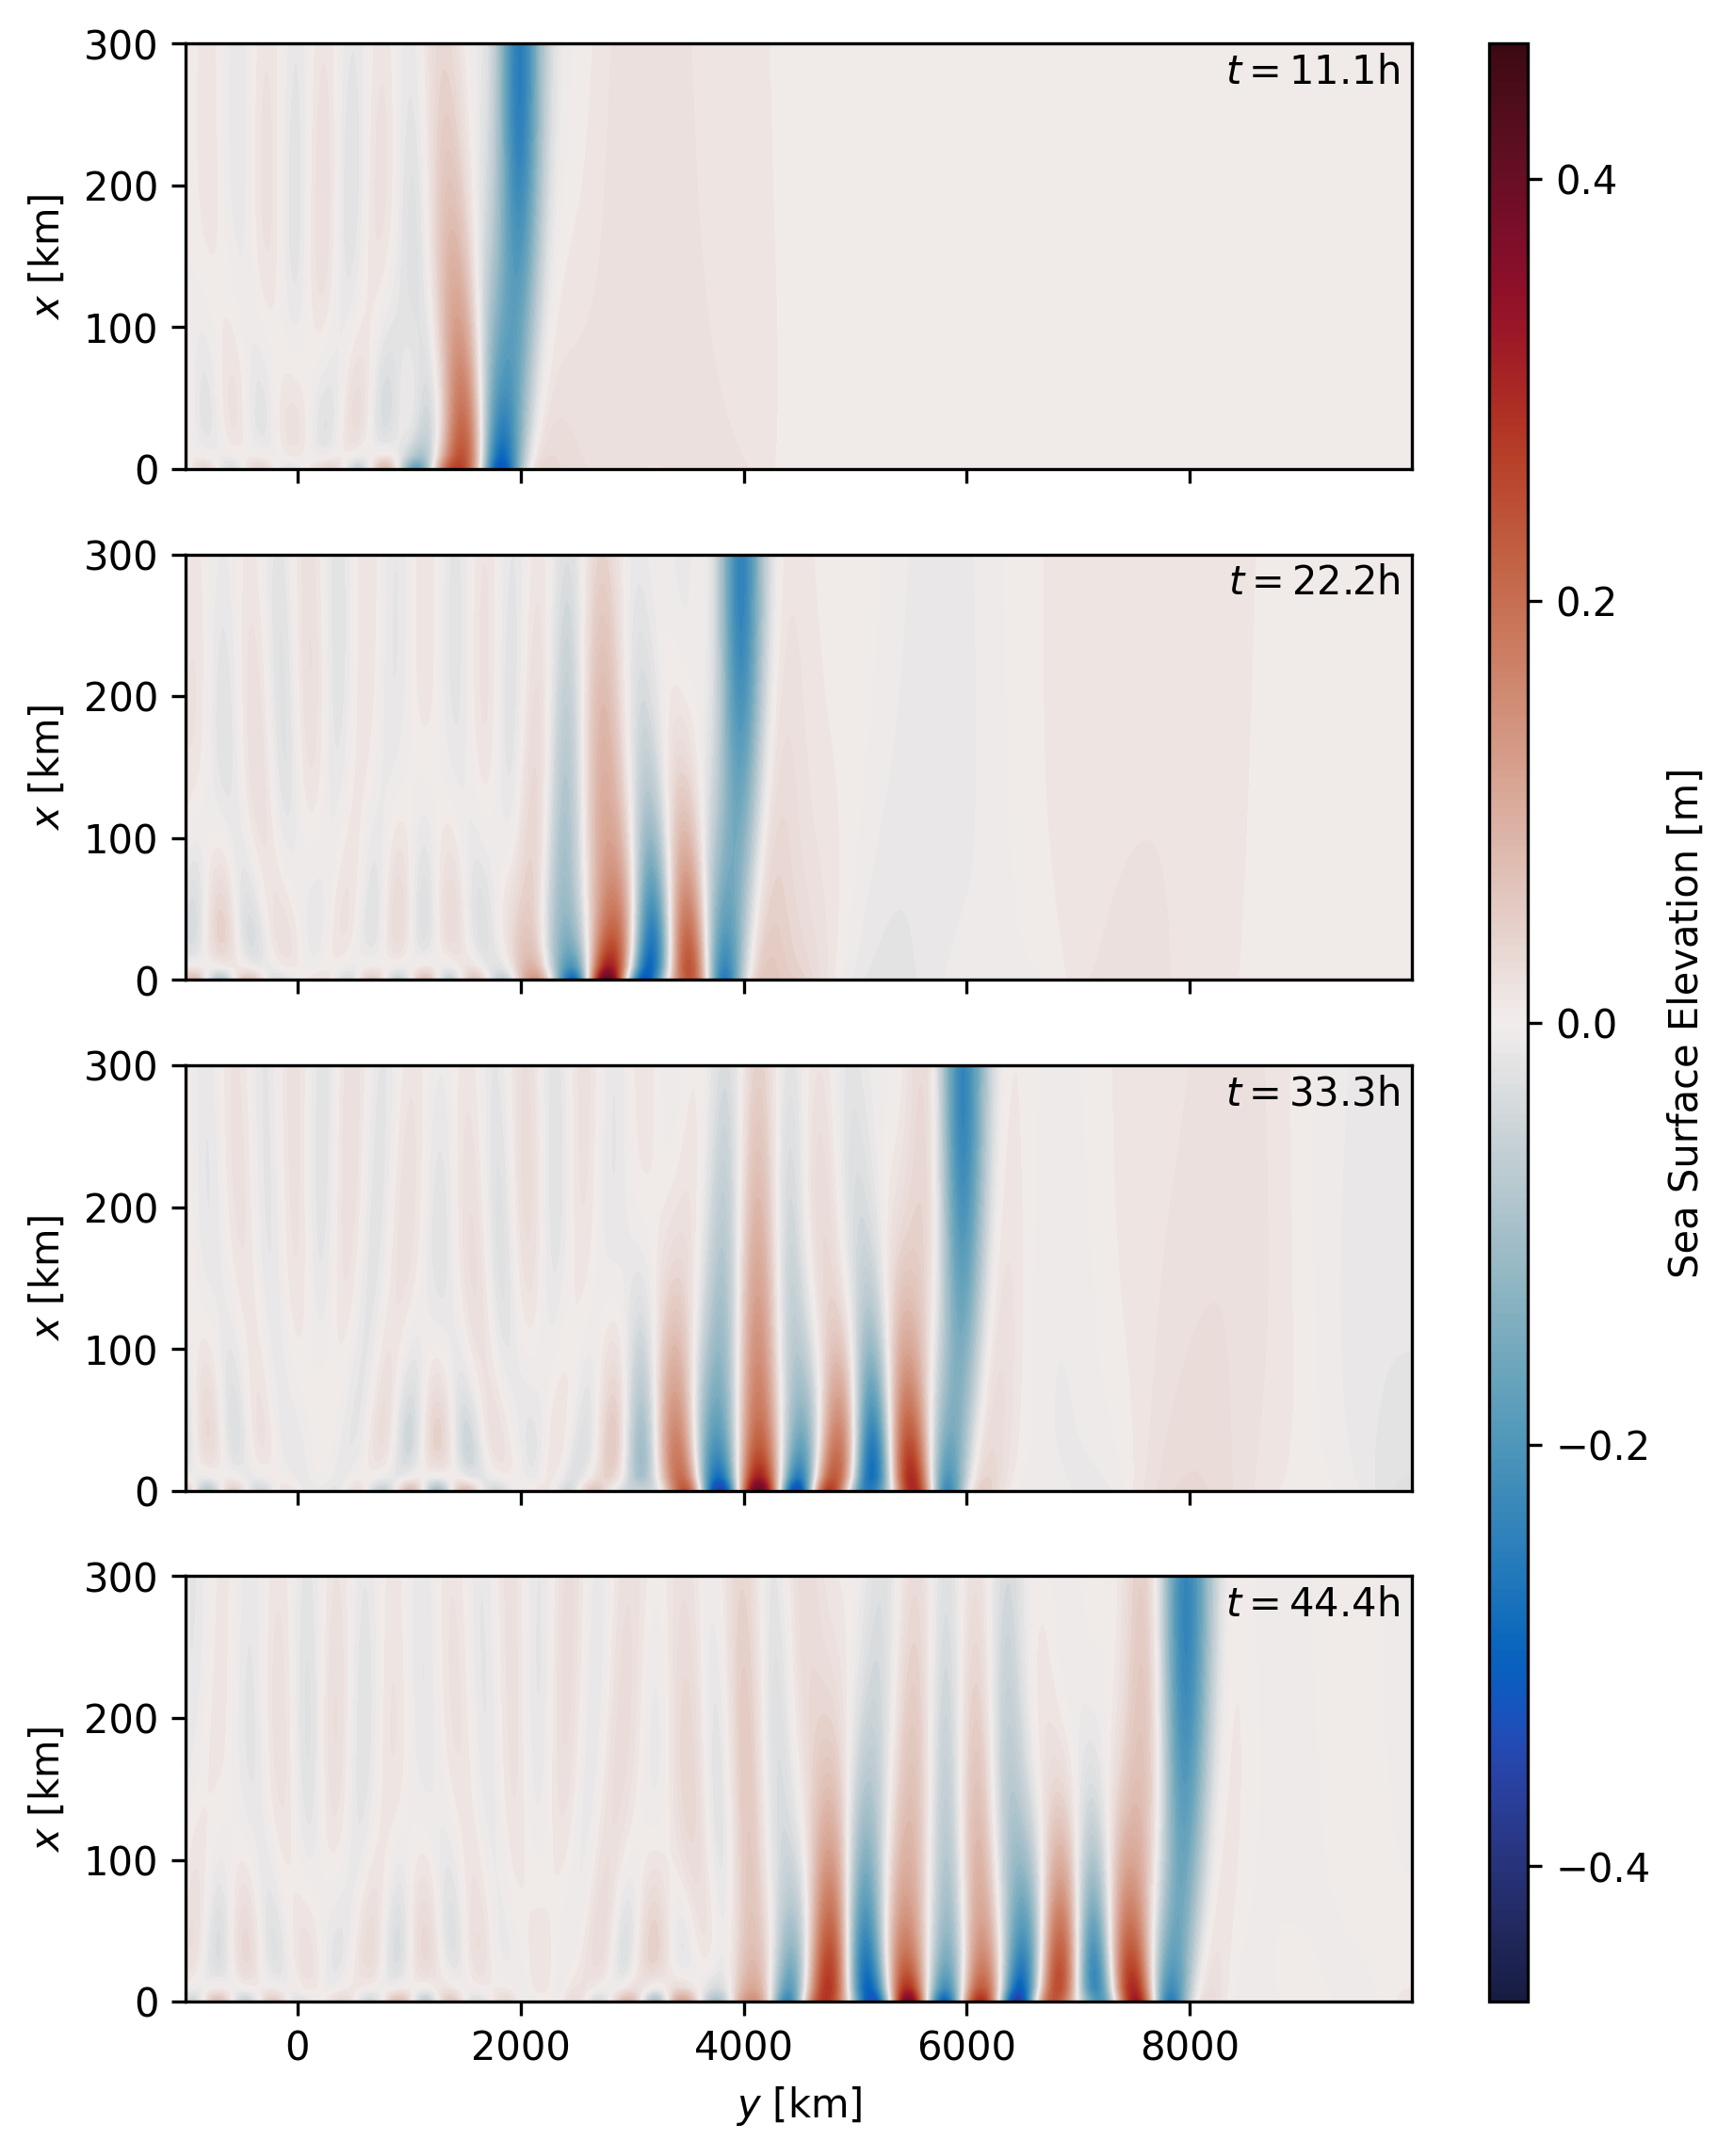 300
200
100
0
x [km]
t = 11.1h
300
200
100
0
x [km]
t = 22.2h
300
200
100
0
x [km]
t = 33.3h
300
200
100
0
x [km]
t = 44.4h
0 2000 4000 6000 8000
y [km]
0.4
0.2
0.0
−0.2
−0.4
Sea Surface Elevation [m]